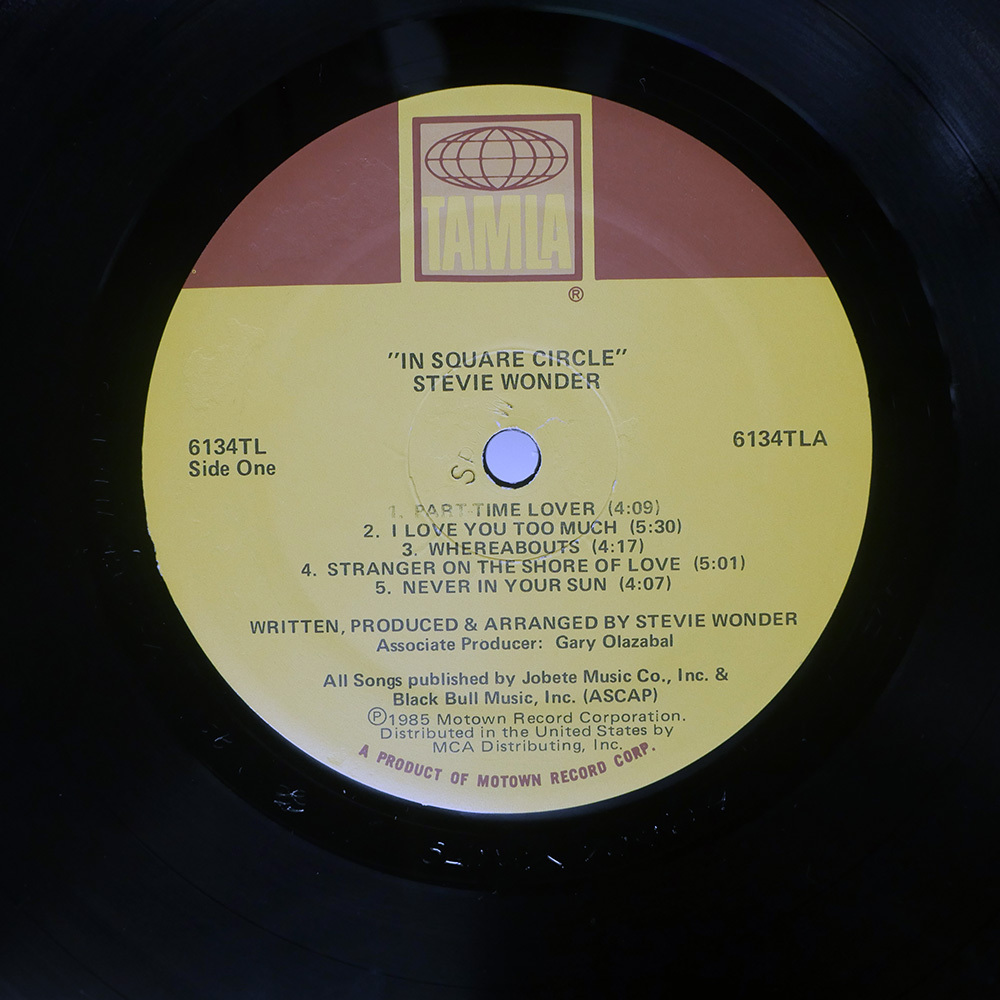 TAMLA
®
"IN SQUARE CIRCLE"
STEVIE WONDER
6134TL
Side One
6134TLA
1. PART-TIME LOVER (4:09)
2. I LOVE YOU TOO MUCH (5:30)
3. WHEREABOUTS (4:17)
4. STRANGER ON THE SHORE OF LOVE (5:01)
5. NEVER IN YOUR SUN (4:07)
WRITTEN, PRODUCED & ARRANGED BY STEVIE WONDER
Associate Producer: Gary Olazabal
All Songs published by Jobete Music Co., Inc. &
Black Bull Music, Inc. (ASCAP)
℗1985 Motown Record Corporation.
Distributed in the United States by
MCA Distributing, Inc.
A PRODUCT OF MOTOWN RECORD CORP.